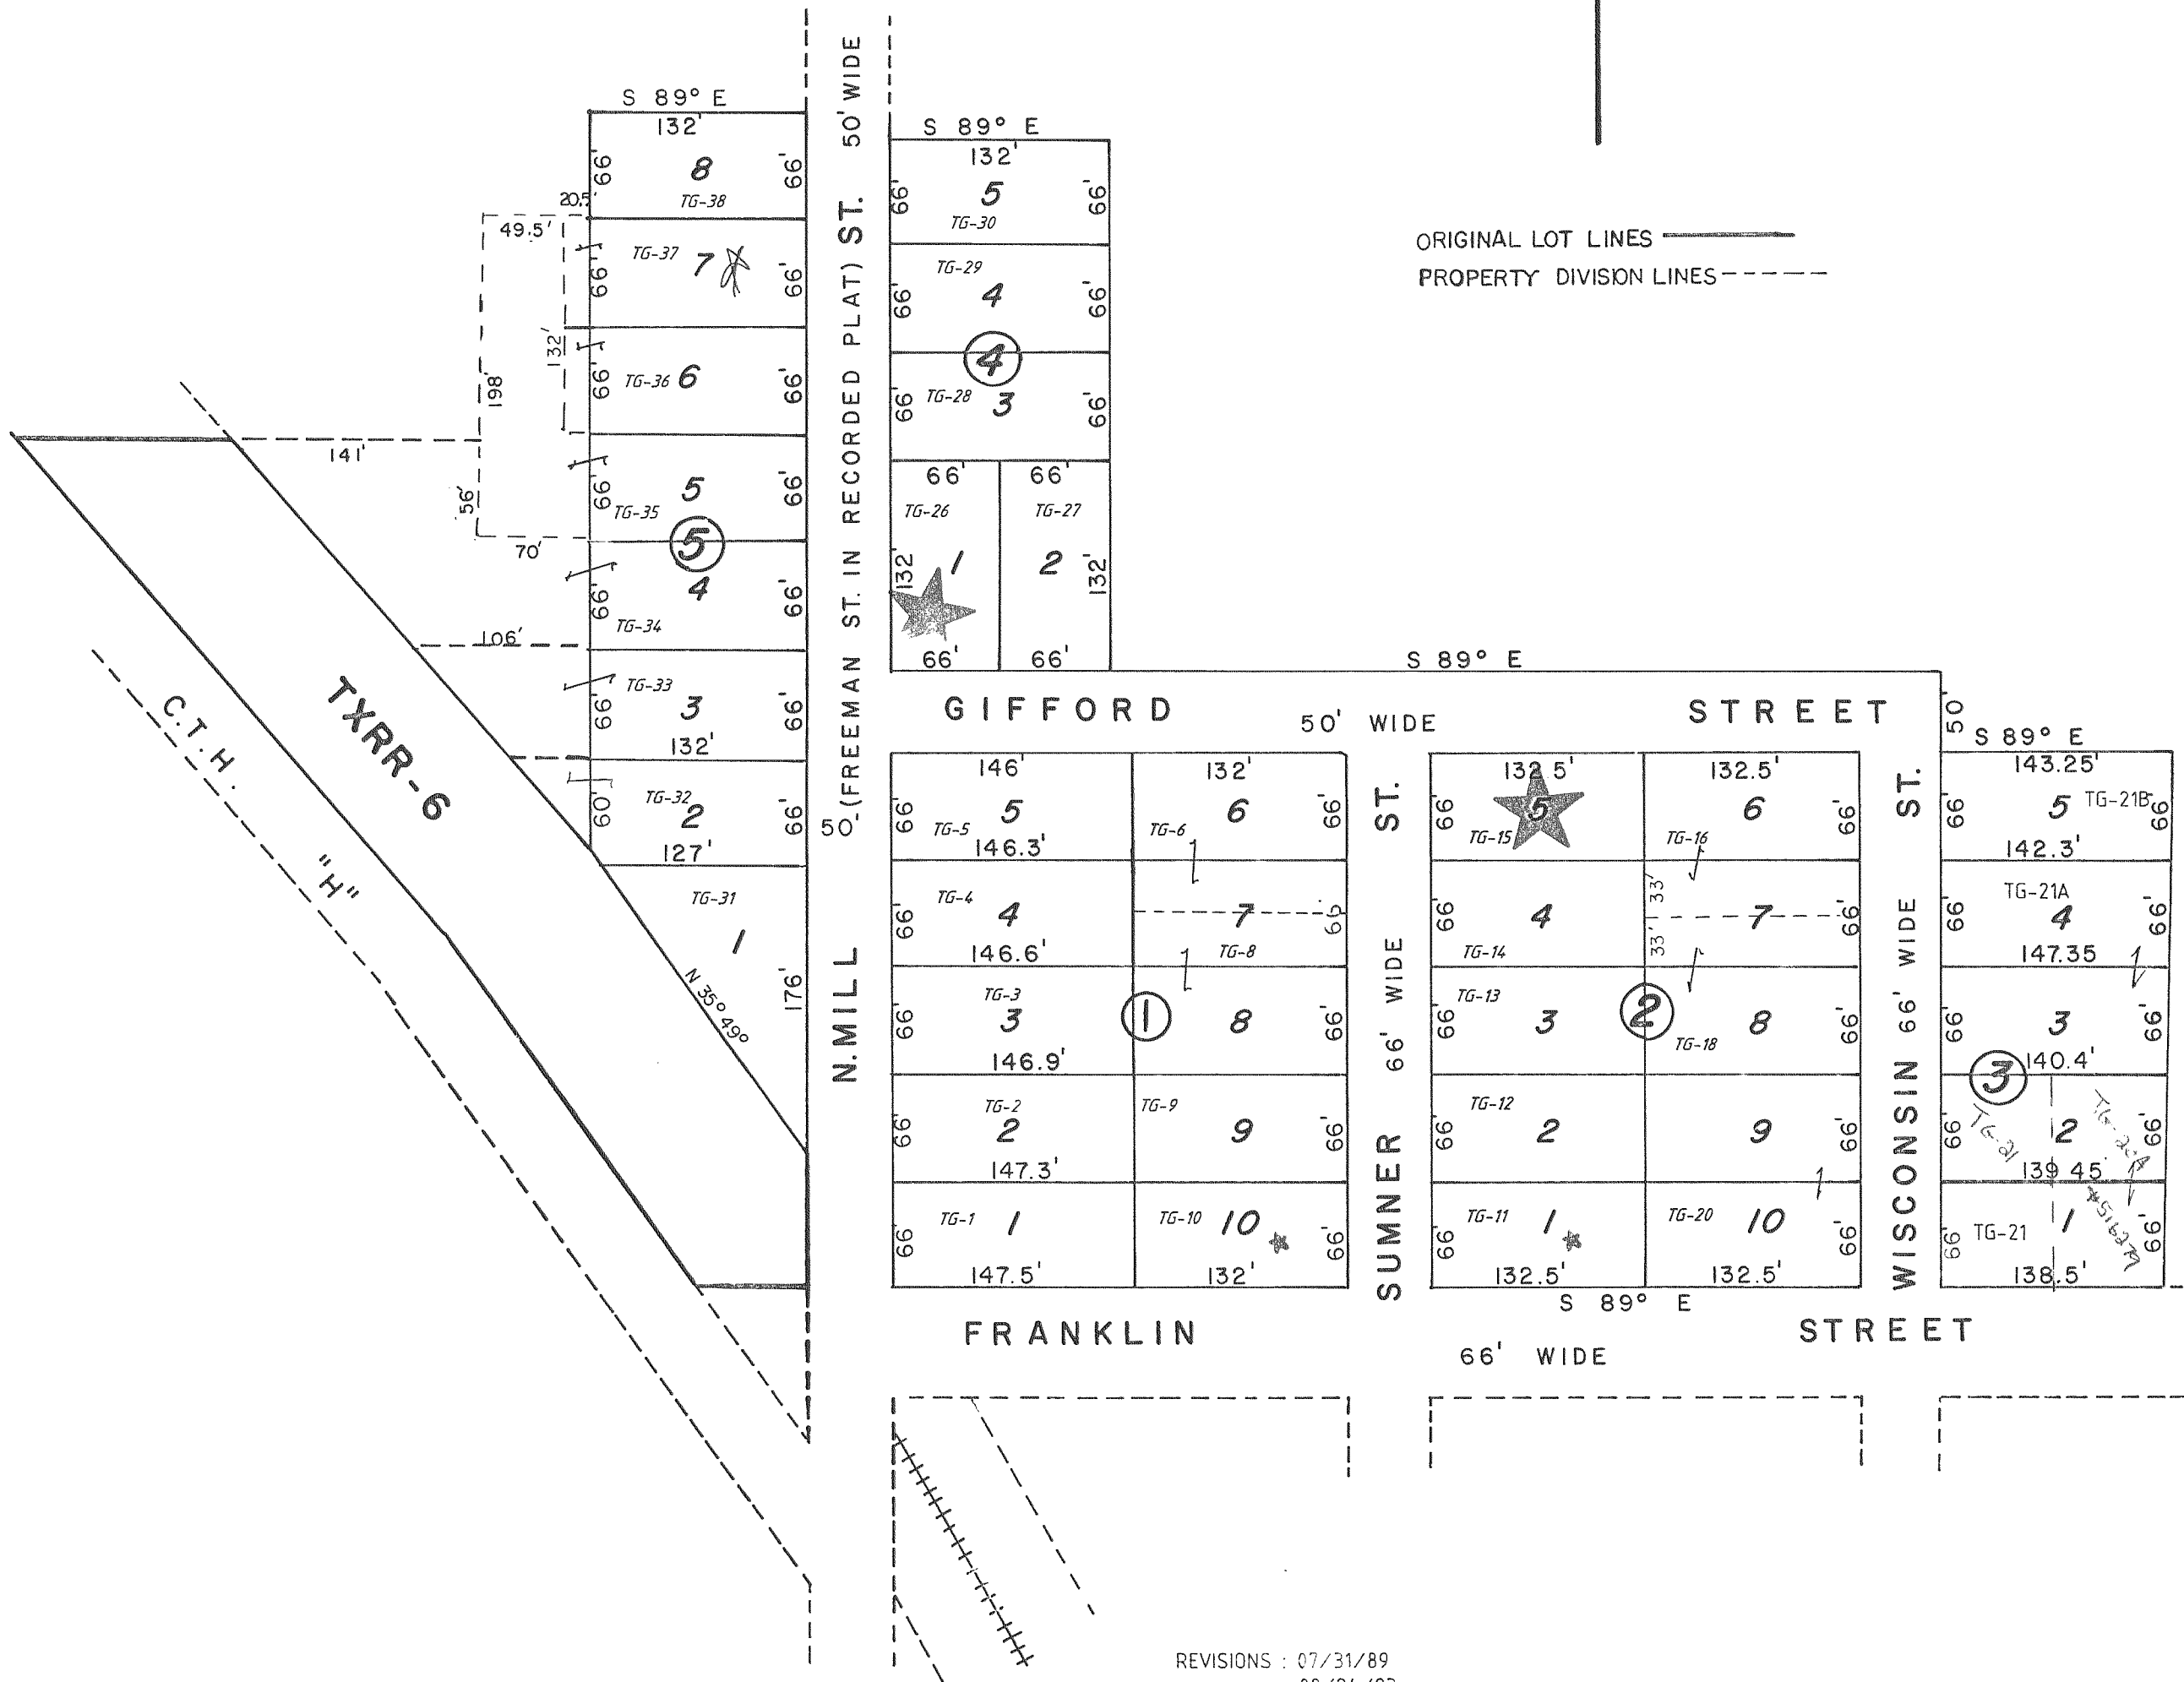 S 89° E
132'
66'
8
66'
TG-38
20.5'
49.5'
TG-37
7
66'
66'
132'
198'
TG-36
6
66'
66'
141'
56'
5
66'
66'
TG-35
5
70'
4
66'
66'
TG-34
106'
TG-33
3
66'
66'
132'
TG-32
2
60'
66'
127'
TG-31
1
N 35° 49°
176'
TXRR-6
C.T.H.
"H"
N. MILL ST.
(FREEMAN ST. IN RECORDED PLAT)
50' WIDE
50
S 89° E
132'
66'
5
66'
TG-30
TG-29
4
66'
66'
4
TG-28
3
66'
66'
66'
66'
TG-26
TG-27
132'
1
2
132'
66'
66'
ORIGINAL LOT LINES
PROPERTY DIVISION LINES
S 89° E
GIFFORD STREET
50' WIDE
50'
146'
132'
66'
5
TG-5
146.3'
TG-6
6
66'
TG-4
4
66'
146.6'
7
66'
TG-8
TG-3
3
66'
146.9'
1
8
66'
TG-2
2
66'
147.3'
TG-9
9
66'
TG-1
1
66'
147.5'
TG-10
10
66'
132'
SUMNER ST.
66' WIDE
132.5'
132.5'
66'
5
TG-15
6
TG-16
66'
4
66'
TG-14
33'
33'
7
66'
TG-13
3
66'
2
8
TG-18
66'
TG-12
2
66'
9
66'
TG-11
1
66'
132.5'
TG-20
10
66'
132.5'
S 89° E
WISCONSIN ST.
66' WIDE
S 89° E
143.25'
66'
5
TG-21B
66'
142.3'
TG-21A
4
66'
66'
147.35
3
66'
66'
140.4'
3
TG-21
2
TG-20A
66'
66'
139.45
TG-21
1
66'
66'
138.5'
FRANKLIN STREET
66' WIDE
REVISIONS : 07/31/89